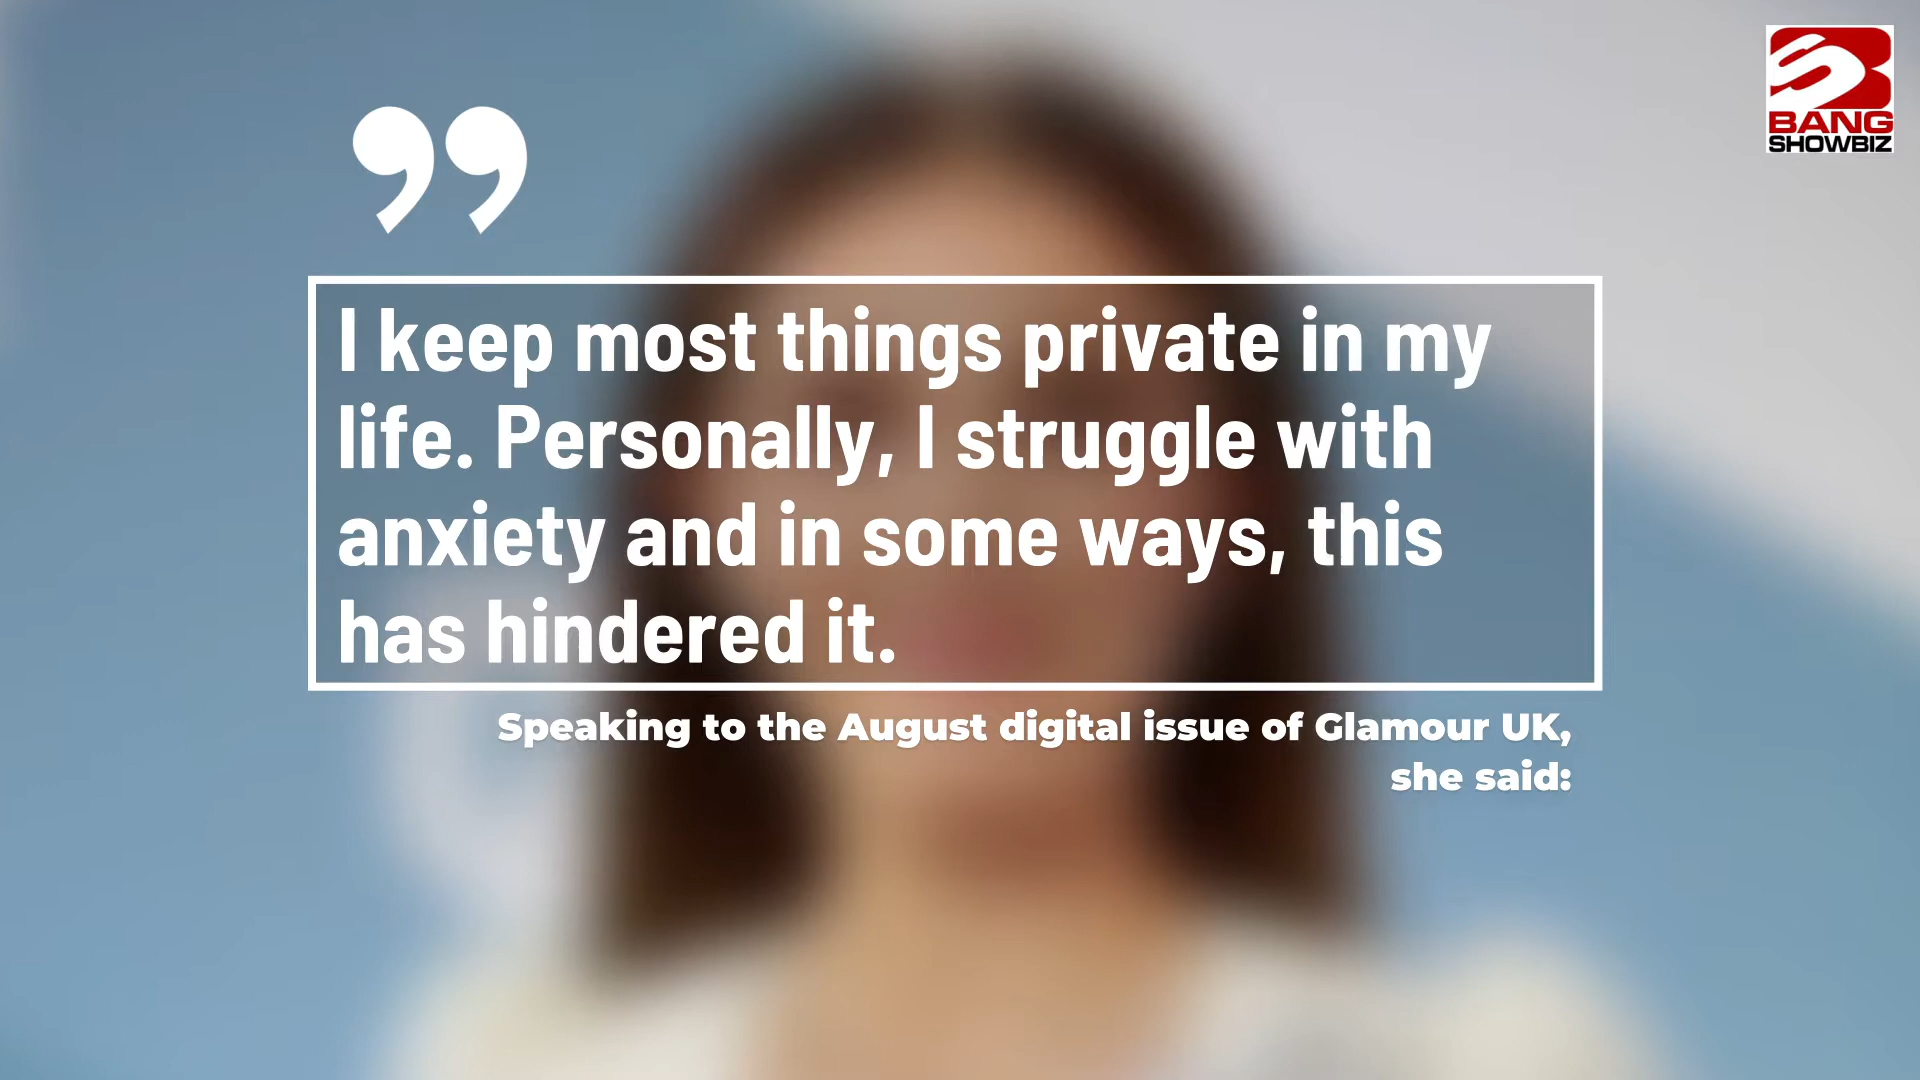 BANG
SHOWBIZ
”
I keep most things private in my
life. Personally, I struggle with
anxiety and in some ways, this
has hindered it.
Speaking to the August digital issue of Glamour UK,
she said: